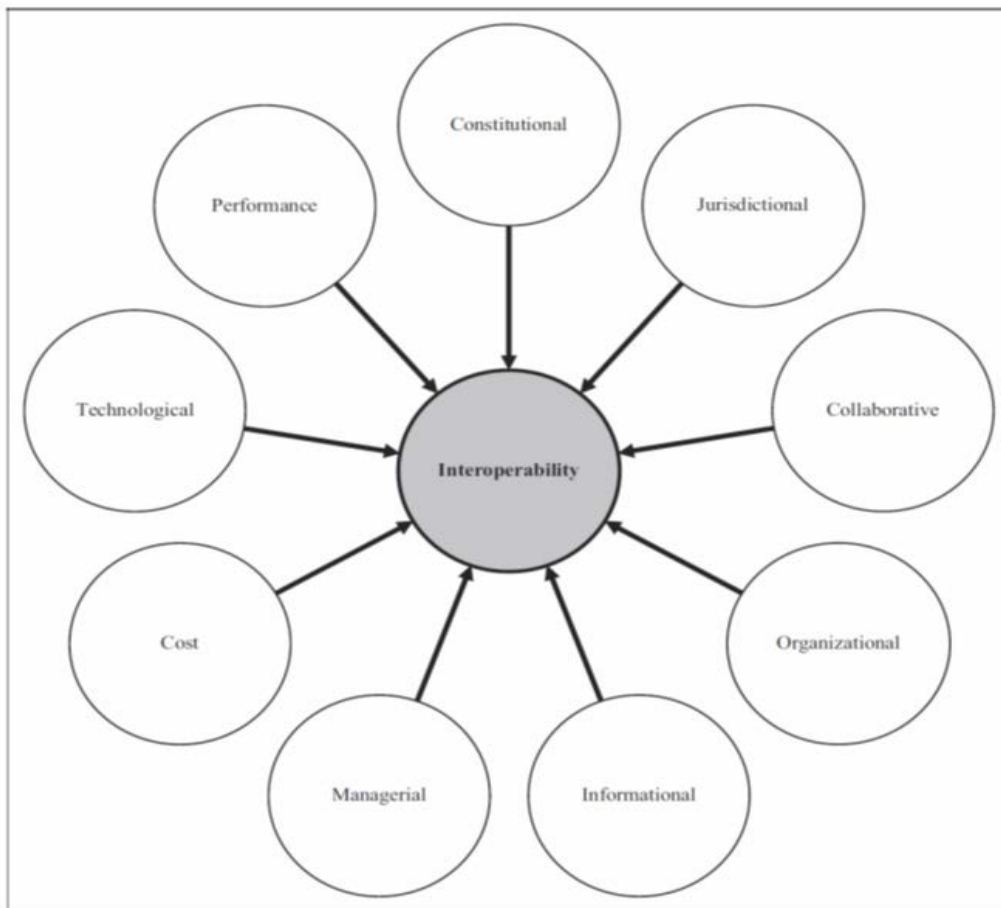 Constitutional
Performance
Jurisdictional
Technological
Collaborative
Interoperability
Cost
Organizational
Managerial
Informational